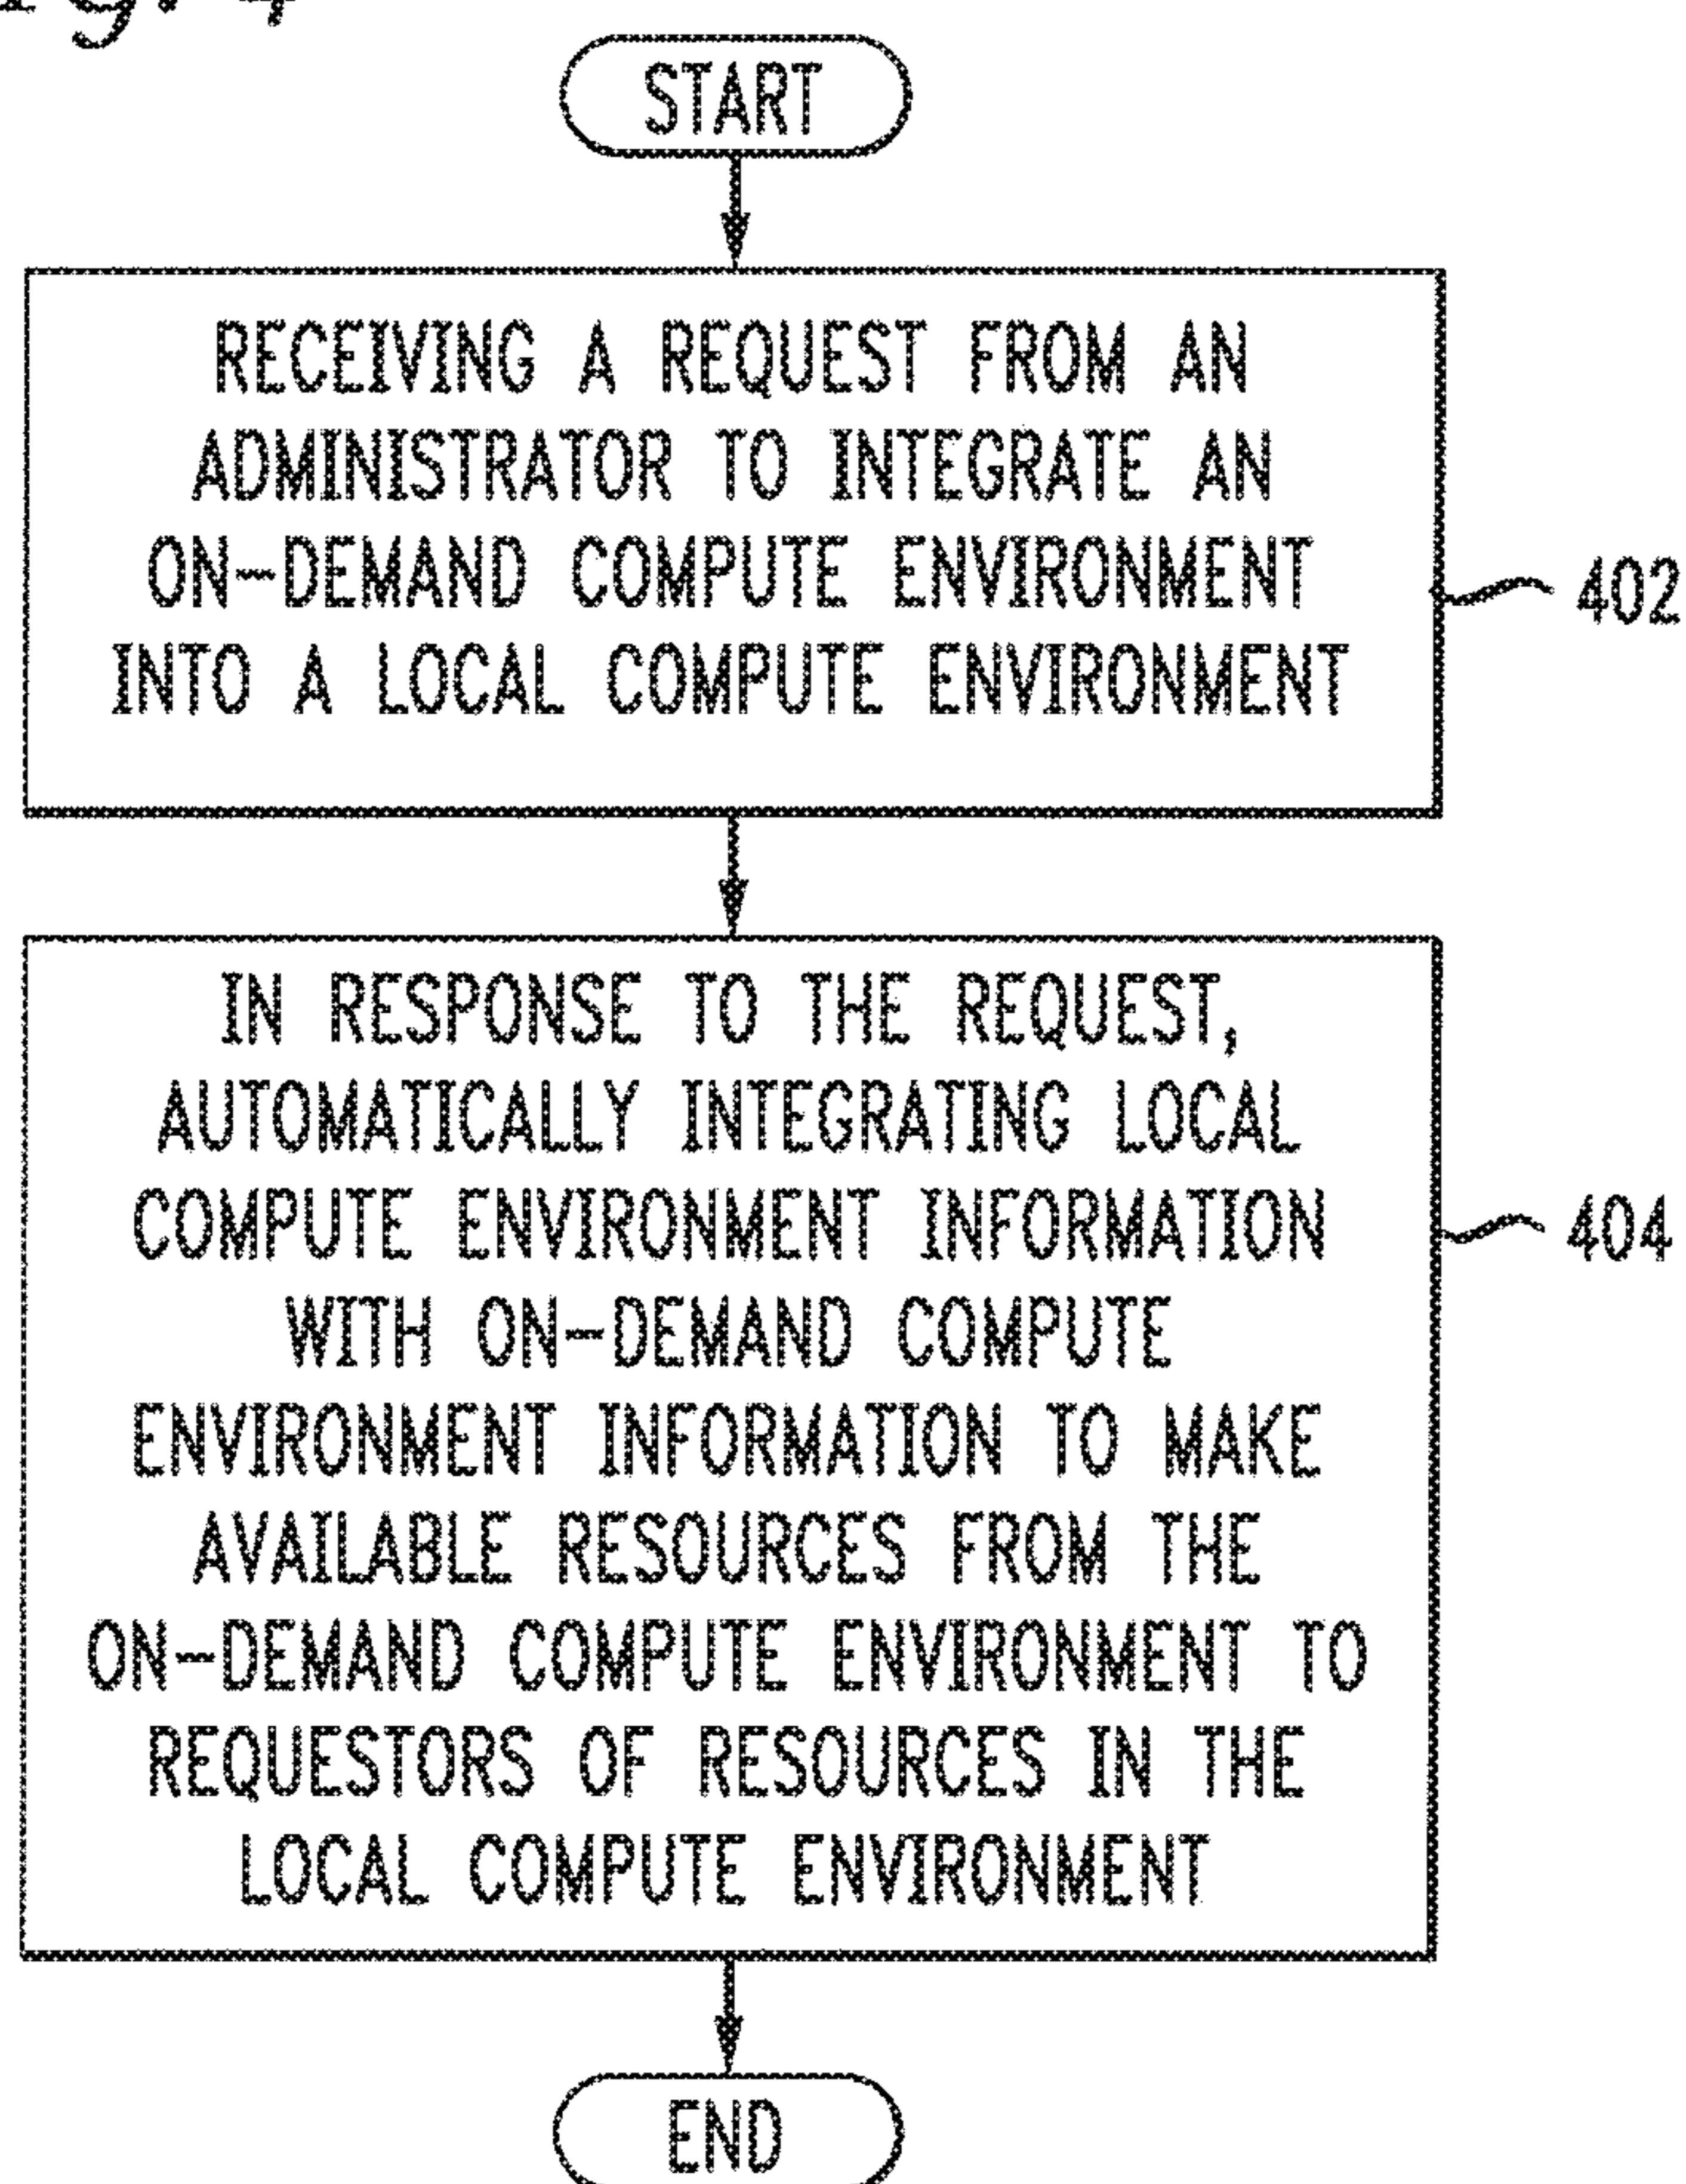 START
RECEIVING A REQUEST FROM AN
ADMINISTRATOR TO INTEGRATE AN
ON-DEMAND COMPUTE ENVIRONMENT
INTO A LOCAL COMPUTE ENVIRONMENT
402
IN RESPONSE TO THE REQUEST,
AUTOMATICALLY INTEGRATING LOCAL
COMPUTE ENVIRONMENT INFORMATION
WITH ON-DEMAND COMPUTE
ENVIRONMENT INFORMATION TO MAKE
AVAILABLE RESOURCES FROM THE
ON-DEMAND COMPUTE ENVIRONMENT TO
REQUESTORS OF RESOURCES IN THE
LOCAL COMPUTE ENVIRONMENT
404
END